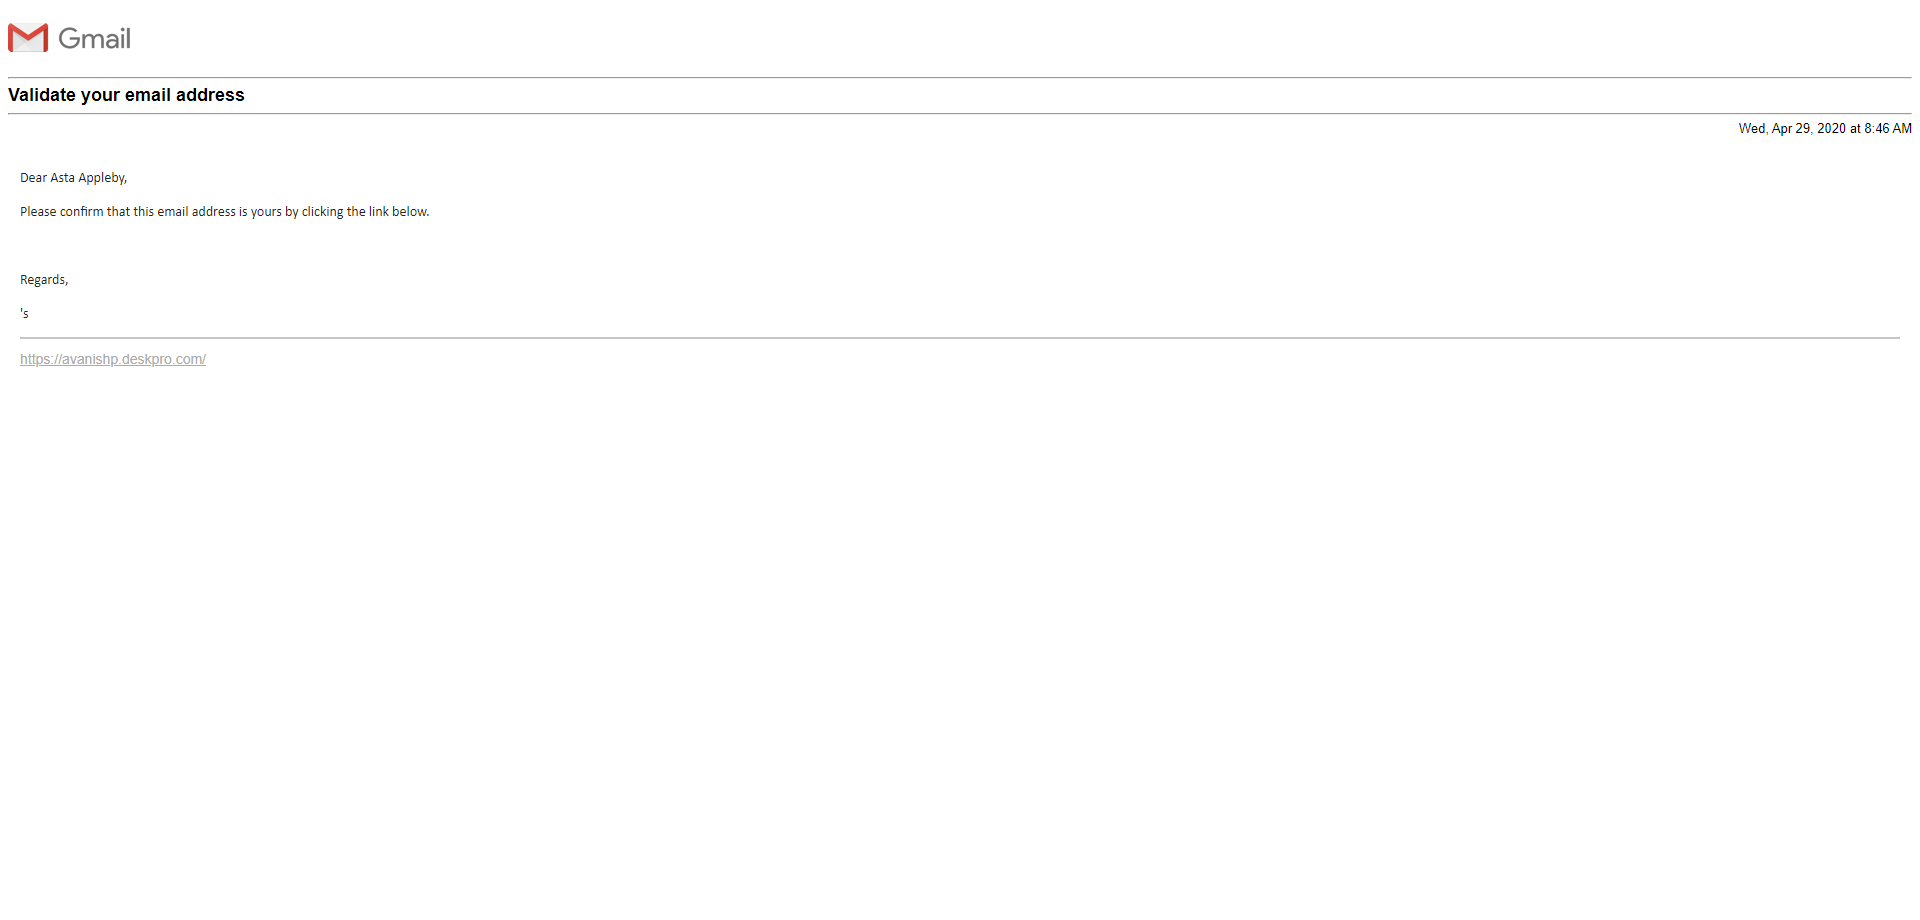 Gmail
Validate your email address
Wed, Apr 29, 2020 at 8:46 AM
Dear Asta Appleby,
Please confirm that this email address is yours by clicking the link below.
Regards,
's
https://avanishp.deskpro.com/